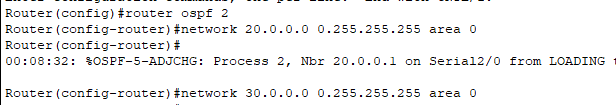 Router(config)#router ospf 2
Router(config-router)#network 20.0.0.0 0.255.255.255 area 0
Router(config-router)#
00:08:32: %OSPF-5-ADJCHG: Process 2, Nbr 20.0.0.1 on Serial2/0 from LOADING
Router(config-router)#network 30.0.0.0 0.255.255.255 area 0